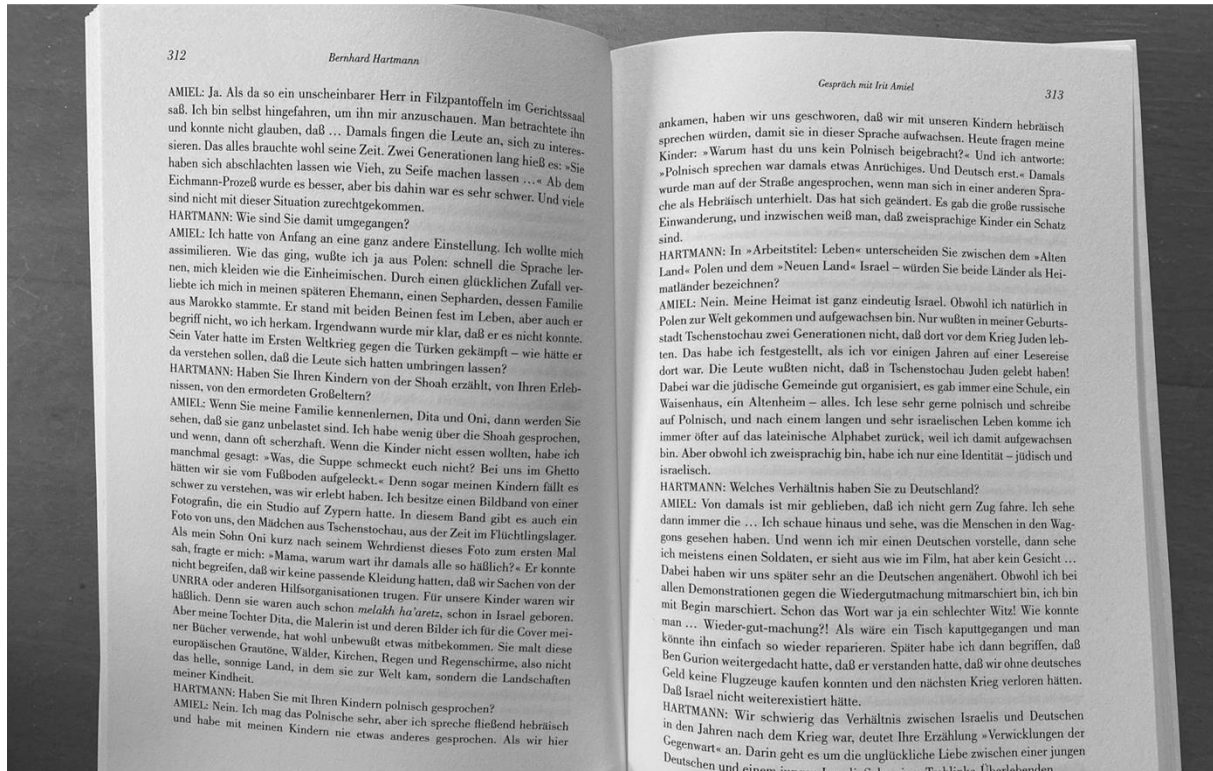 312
Bernhard Hartmann
AMIEL: Ja. Als da so ein unscheinbarer Herr in Filzpantoffeln im Gerichtssaal
saß. Ich bin selbst hingefahren, um ihn mir anzuschauen. Man betrachtete ihn
und konnte nicht glauben, daß … Damals fingen die Leute an, sich zu interes-
sieren. Das alles brauchte wohl seine Zeit. Zwei Generationen lang hieß es: »Sie
haben sich abschlachten lassen wie Vieh, zu Seife machen lassen …« Ab dem
Eichmann-Prozeß wurde es besser, aber bis dahin war es sehr schwer. Und viele
sind nicht mit dieser Situation zurechtgekommen.
HARTMANN: Wie sind Sie damit umgegangen?
AMIEL: Ich hatte von Anfang an eine ganz andere Einstellung. Ich wollte mich
assimilieren. Wie das ging, wußte ich ja aus Polen: schnell die Sprache ler-
nen, mich kleiden wie die Einheimischen. Durch einen glücklichen Zufall ver-
liebte ich mich in meinen späteren Ehemann, einen Sepharden, dessen Familie
aus Marokko stammte. Er stand mit beiden Beinen fest im Leben, aber auch er
begriff nicht, wo ich herkam. Irgendwann wurde mir klar, daß er es nicht konnte.
Sein Vater hatte im Ersten Weltkrieg gegen die Türken gekämpft – wie hätte er
da verstehen sollen, daß die Leute sich hatten umbringen lassen?
HARTMANN: Haben Sie Ihren Kindern von der Shoah erzählt, von Ihren Erleb-
nissen, von den ermordeten Großeltern?
AMIEL: Wenn Sie meine Familie kennenlernen, Dita und Oni, dann werden Sie
sehen, daß sie ganz unbelastet sind. Ich habe wenig über die Shoah gesprochen,
und wenn, dann oft scherzhaft. Wenn die Kinder nicht essen wollten, habe ich
manchmal gesagt: »Was, die Suppe schmeckt euch nicht? Bei uns im Ghetto
hätten wir sie vom Fußboden aufgeleckt.« Denn sogar meinen Kindern fällt es
schwer zu verstehen, was wir erlebt haben. Ich besitze einen Bildband von einer
Fotografin, die ein Studio auf Zypern hatte. In diesem Band gibt es auch ein
Foto von uns, den Mädchen aus Tschenstochau, aus der Zeit im Flüchtlingslager.
Als mein Sohn Oni kurz nach seinem Wehrdienst dieses Foto zum ersten Mal
sah, fragte er mich: »Mama, warum wart ihr damals alle so häßlich?« Er konnte
nicht begreifen, daß wir keine passende Kleidung hatten, daß wir Sachen von der
UNRRA oder anderen Hilfsorganisationen trugen. Für unsere Kinder waren wir
häßlich. Denn sie waren auch schon melakh ha'aretz, schon in Israel geboren.
Aber meine Tochter Dita, die Malerin ist und deren Bilder ich für die Cover mei-
ner Bücher verwende, hat wohl unbewußt etwas mitbekommen. Sie malt diese
europäischen Grautöne, Wälder, Kirchen, Regen und Regenschirme, also nicht
das helle, sonnige Land, in dem sie zur Welt kam, sondern die Landschaften
meiner Kindheit.
HARTMANN: Haben Sie mit Ihren Kindern polnisch gesprochen?
AMIEL: Nein. Ich mag das Polnische sehr, aber ich spreche fließend hebräisch
und habe mit meinen Kindern nie etwas anderes gesprochen. Als wir hier
Gespräch mit Irit Amiel
313
ankamen, haben wir uns geschworen, daß wir mit unseren Kindern hebräisch
sprechen würden, damit sie in dieser Sprache aufwachsen. Heute fragen meine
Kinder: »Warum hast du uns kein Polnisch beigebracht?« Und ich antworte:
»Polnisch sprechen war damals etwas Anrüchiges. Und Deutsch erst.« Damals
wurde man auf der Straße angesprochen, wenn man sich in einer anderen Spra-
che als Hebräisch unterhielt. Das hat sich geändert. Es gab die große russische
Einwanderung, und inzwischen weiß man, daß zweisprachige Kinder ein Schatz
sind.
HARTMANN: In »Arbeitstitel: Leben« unterscheiden Sie zwischen dem »Alten
Land« Polen und dem »Neuen Land« Israel – würden Sie beide Länder als Hei-
matländer bezeichnen?
AMIEL: Nein. Meine Heimat ist ganz eindeutig Israel. Obwohl ich natürlich in
Polen zur Welt gekommen und aufgewachsen bin. Nur wußten in meiner Geburts-
stadt Tschenstochau zwei Generationen nicht, daß dort vor dem Krieg Juden leb-
ten. Das habe ich festgestellt, als ich vor einigen Jahren auf einer Lesereise
dort war. Die Leute wußten nicht, daß in Tschenstochau Juden gelebt haben!
Dabei war die jüdische Gemeinde gut organisiert, es gab immer eine Schule, ein
Waisenhaus, ein Altenheim – alles. Ich lese sehr gerne polnisch und schreibe
auf Polnisch, und nach einem langen und sehr israelischen Leben komme ich
immer öfter auf das lateinische Alphabet zurück, weil ich damit aufgewachsen
bin. Aber obwohl ich zweisprachig bin, habe ich nur eine Identität – jüdisch und
israelisch.
HARTMANN: Welches Verhältnis haben Sie zu Deutschland?
AMIEL: Von damals ist mir geblieben, daß ich nicht gern Zug fahre. Ich sehe
dann immer die … Ich schaue hinaus und sehe, was die Menschen in den Wag-
gons gesehen haben. Und wenn ich mir einen Deutschen vorstelle, dann sehe
ich meistens einen Soldaten, er sieht aus wie im Film, hat aber kein Gesicht …
Dabei haben wir uns später sehr an die Deutschen angenähert. Obwohl ich bei
allen Demonstrationen gegen die Wiedergutmachung mitmarschiert bin, ich bin
mit Begin marschiert. Schon das Wort war ja ein schlechter Witz! Wie konnte
man … Wieder-gut-machung?! Als wäre ein Tisch kaputtgegangen und man
könnte ihn einfach so wieder reparieren. Später habe ich dann begriffen, daß
Ben Gurion weitergedacht hatte, daß er verstanden hatte, daß wir ohne deutsches
Geld keine Flugzeuge kaufen konnten und den nächsten Krieg verloren hätten.
Daß Israel nicht weiterexistiert hätte.
HARTMANN: Wir schwierig das Verhältnis zwischen Israelis und Deutschen
in den Jahren nach dem Krieg war, deutet Ihre Erzählung »Verwicklungen der
Gegenwart« an. Darin geht es um die unglückliche Liebe zwischen einer jungen
Deutschen und einem